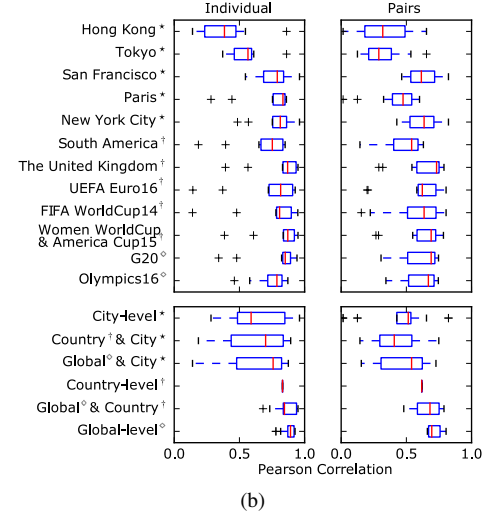 Individual Pairs
Hong Kong ⋆
Tokyo ⋆
San Francisco ⋆
Paris ⋆
New York City ⋆
South America †
The United Kingdom †
UEFA Euro16 †
FIFA WorldCup14 †
Women WorldCup
& America Cup15 †
G20 ⋄
Olympics16 ⋄
City-level ⋆
Country † & City ⋆
Global ⋄ & City ⋆
Country-level †
Global ⋄ & Country †
Global-level ⋄
0.0 0.5 1.0 0.0 0.5 1.0
Pearson Correlation
(b)